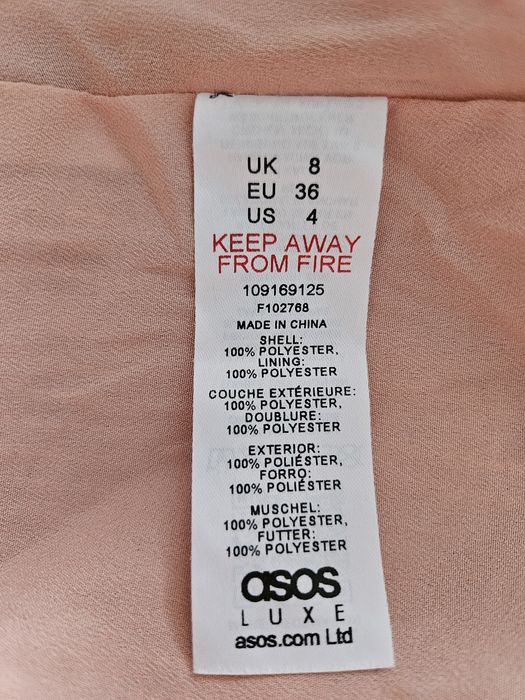 UK 8
EU 36
US 4
KEEP AWAY
FROM FIRE
109169125
F102768
MADE IN CHINA
SHELL:
100% POLYESTER,
LINING:
100% POLYESTER
COUCHE EXTÉRIEURE:
100% POLYESTER,
DOUBLURE:
100% POLYESTER
EXTERIOR:
100% POLIÉSTER,
FORRO:
100% POLIÉSTER
MUSCHEL:
100% POLYESTER,
FUTTER:
100% POLYESTER
asos
LUXE
asos.com Ltd